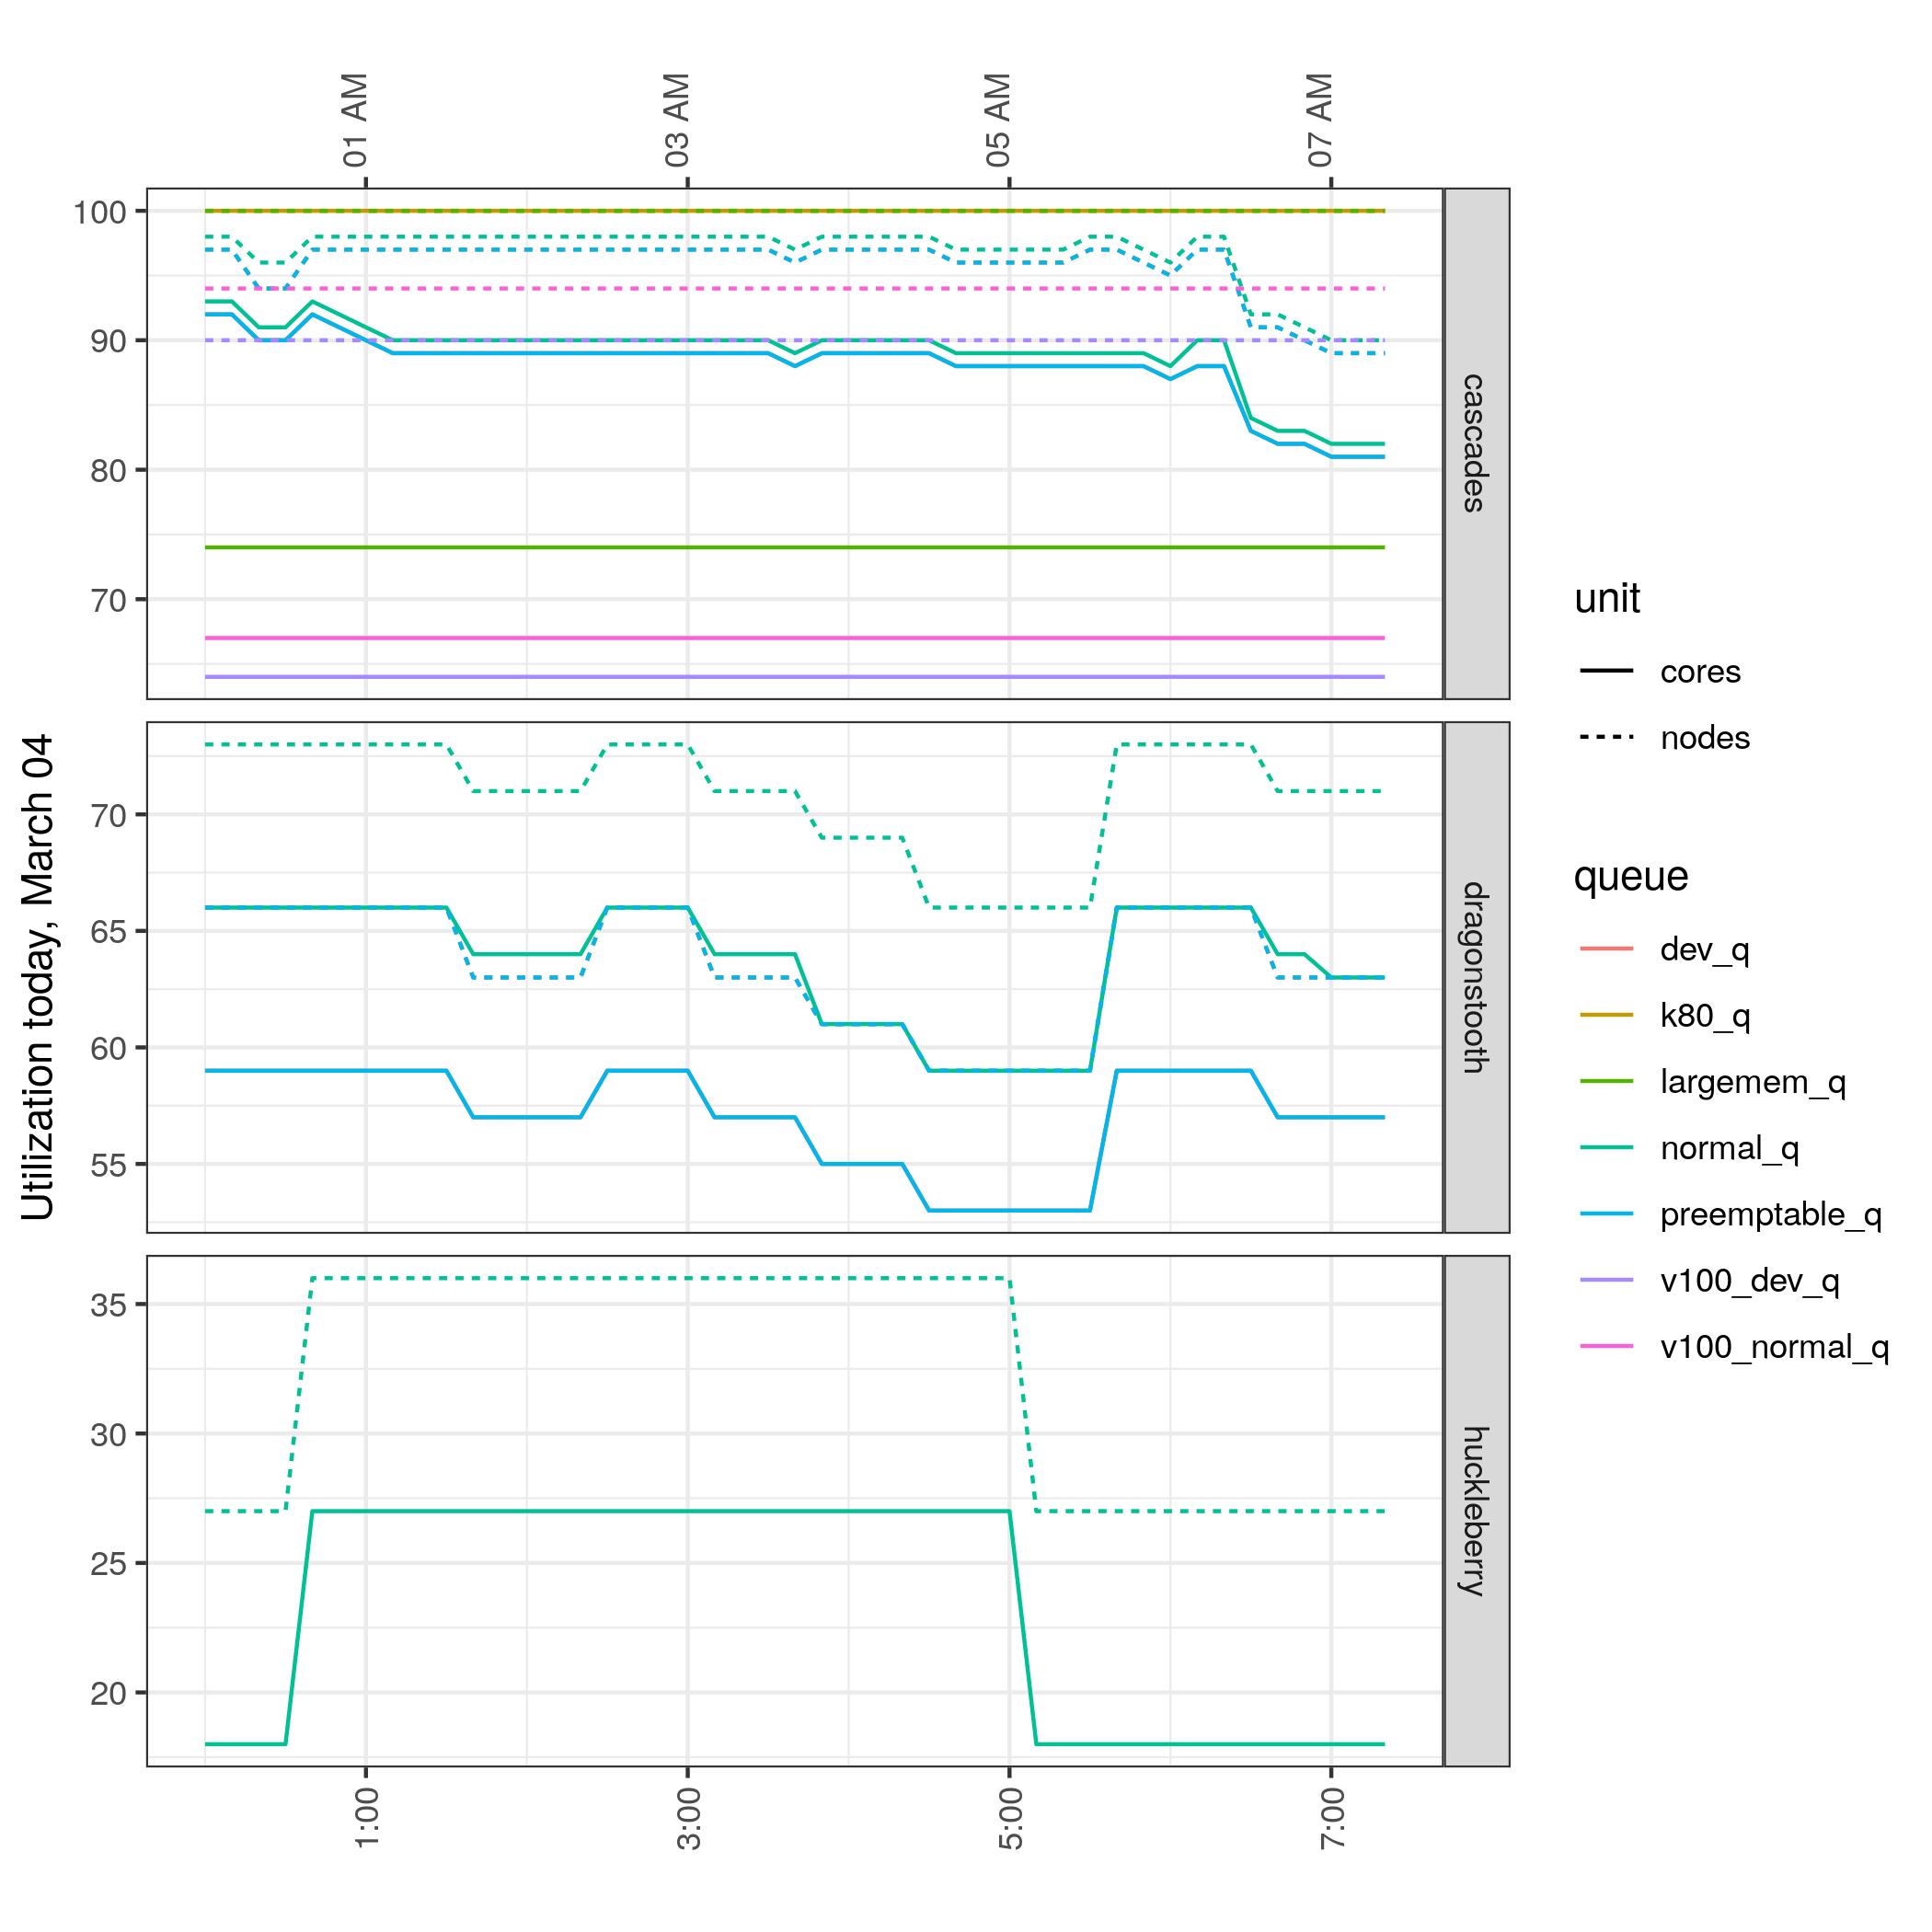 01 AM
03 AM
05 AM
07 AM
Utilization today, March 04
100
90
80
70
cascades
70
65
60
55
dragonstooth
35
30
25
20
huckleberry
1:00
3:00
5:00
7:00
unit
cores
nodes
queue
dev_q
k80_q
largemem_q
normal_q
preemptable_q
v100_dev_q
v100_normal_q